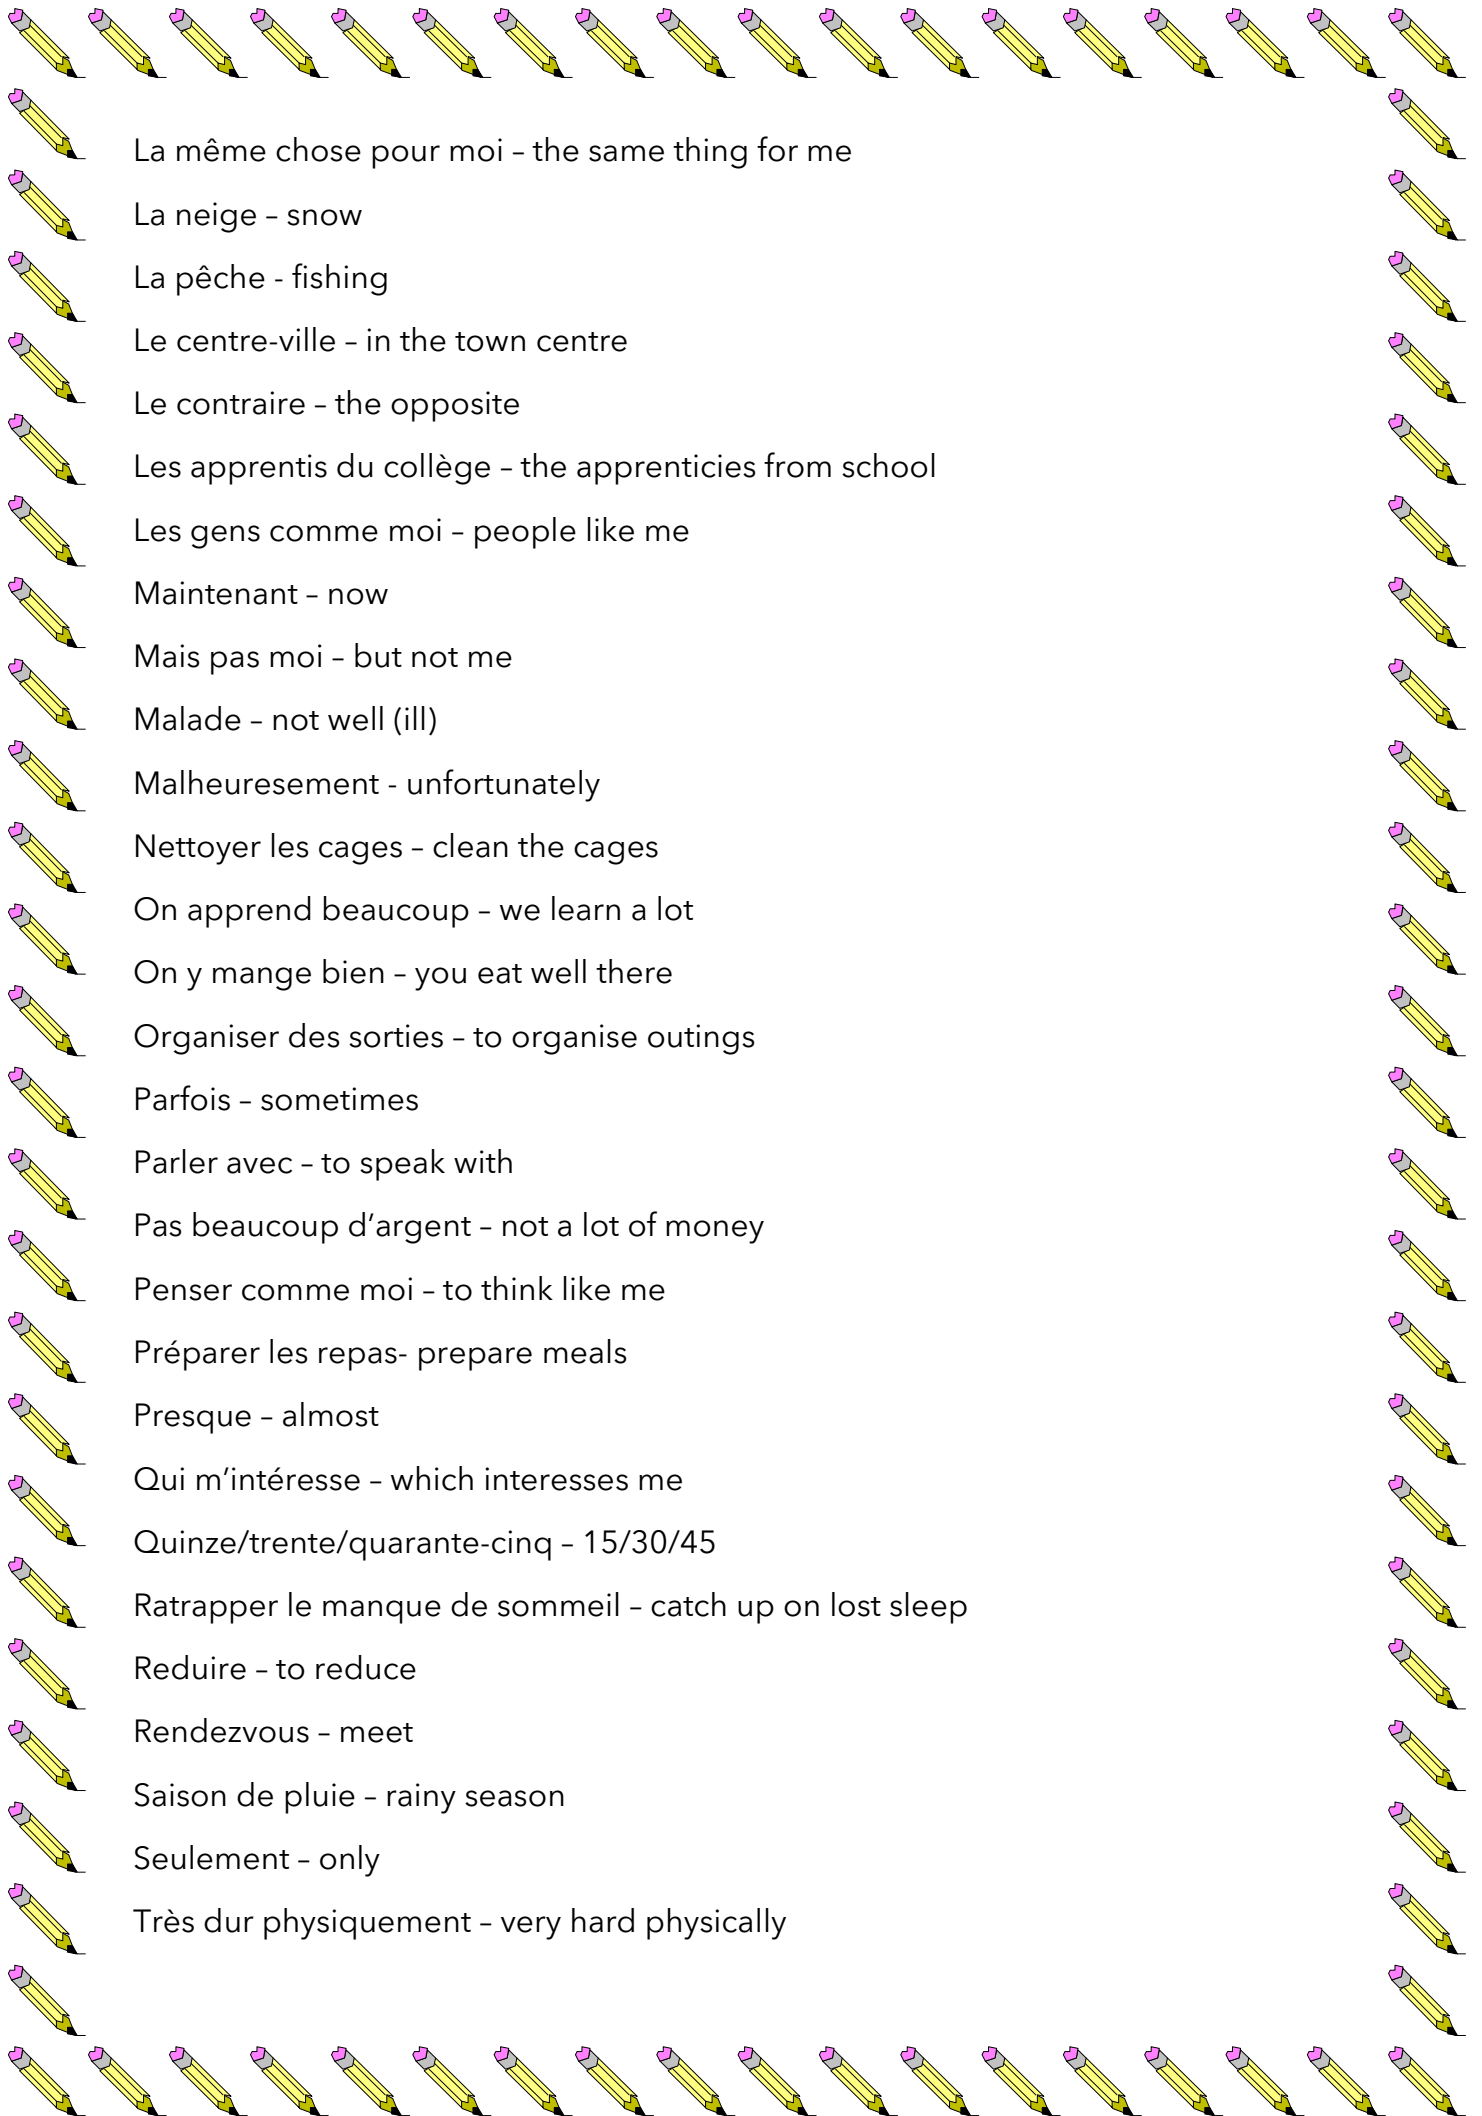 La même chose pour moi – the same thing for me
La neige – snow
La pêche - fishing
Le centre-ville – in the town centre
Le contraire – the opposite
Les apprentis du collège – the apprenticies from school
Les gens comme moi – people like me
Maintenant – now
Mais pas moi – but not me
Malade – not well (ill)
Malheuresement - unfortunately
Nettoyer les cages – clean the cages
On apprend beaucoup – we learn a lot
On y mange bien – you eat well there
Organiser des sorties – to organise outings
Parfois – sometimes
Parler avec – to speak with
Pas beaucoup d’argent – not a lot of money
Penser comme moi – to think like me
Préparer les repas- prepare meals
Presque – almost
Qui m’intéresse – which interesses me
Quinze/trente/quarante-cinq – 15/30/45
Ratrapper le manque de sommeil – catch up on lost sleep
Reduire – to reduce
Rendezvous – meet
Saison de pluie – rainy season
Seulement – only
Très dur physiquement – very hard physically